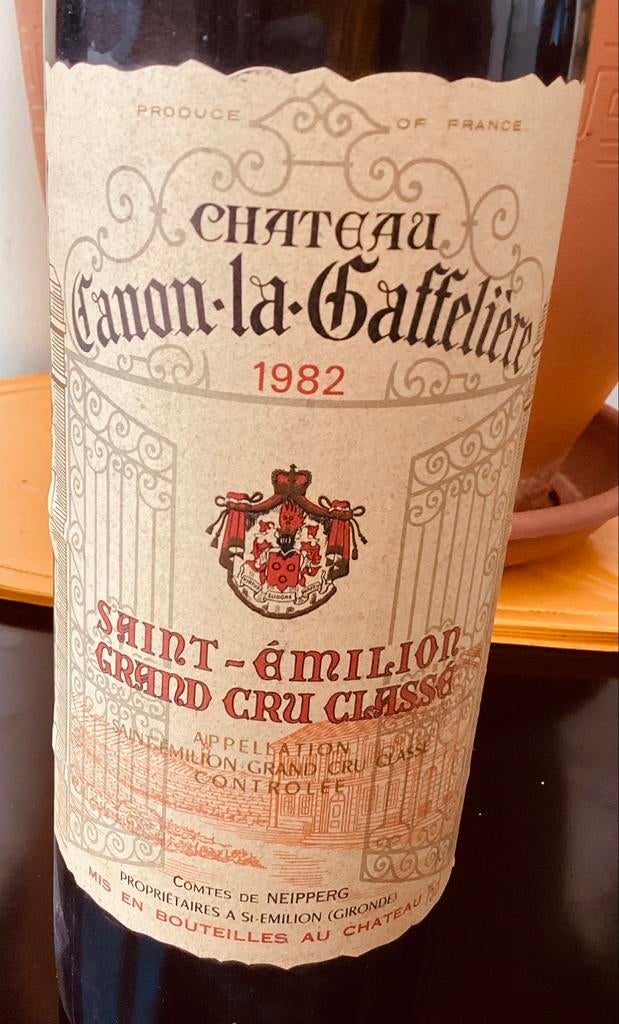 PRODUCE OF FRANCE
CHATEAU
Canon-la-Gaffelière
1982
SUDORE
SAINT-ÉMILION
GRAND CRU CLASSÉ
APPELLATION
SAINT-ÉMILION GRAND CRU CLASSÉ
CONTROLÉE
COMTES DE NEIPPERG
PROPRIÉTAIRES A St-EMILION (GIRONDE)
MIS EN BOUTEILLES AU CHATEAU